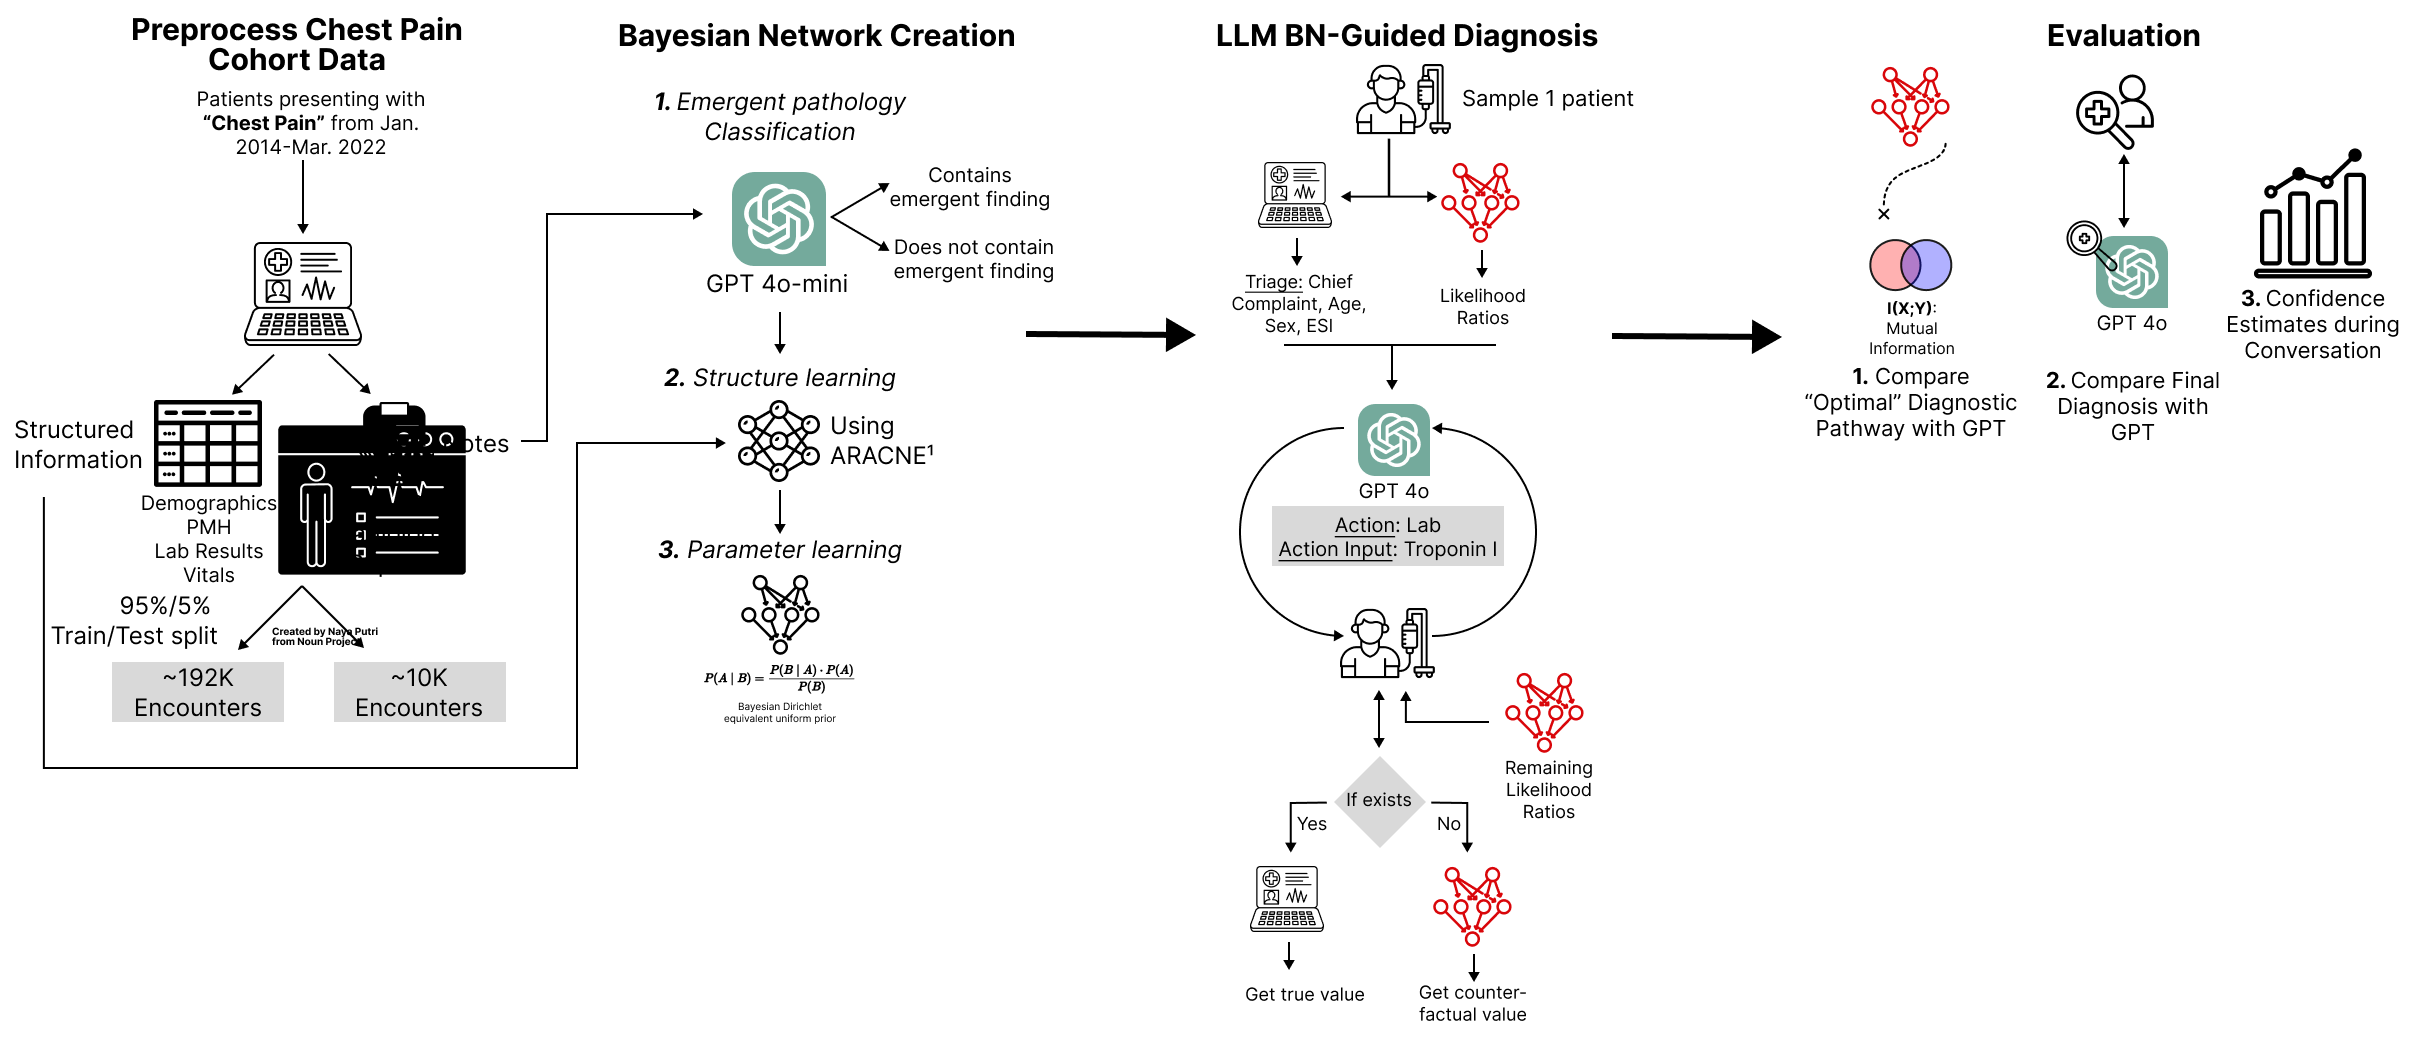 Preprocess Chest Pain
Cohort Data
Patients presenting with
“Chest Pain” from Jan.
2014-Mar. 2022
Structured
Information
Demographics
PMH
Lab Results
Vitals
95%/5%
Train/Test split
Created by Naya Putri
from Noun Project
~192K
Encounters
~10K
Encounters
Bayesian Network Creation
1. Emergent pathology
Classification
GPT 4o-mini
Contains
emergent finding
Does not contain
emergent finding
2. Structure learning
Using
ARACNE¹
3. Parameter learning
P(A | B) = P(B | A) · P(A) / P(B)
Bayesian Dirichlet
equivalent uniform prior
LLM BN-Guided Diagnosis
Sample 1 patient
Triage: Chief
Complaint, Age,
Sex, ESI
Likelihood
Ratios
GPT 4o
Action: Lab
Action Input: Troponin I
Remaining
Likelihood
Ratios
If exists
Yes
No
Get true value
Get counter-
factual value
Evaluation
I(X;Y):
Mutual
Information
1. Compare
“Optimal” Diagnostic
Pathway with GPT
GPT 4o
2. Compare Final
Diagnosis with
GPT
3. Confidence
Estimates during
Conversation